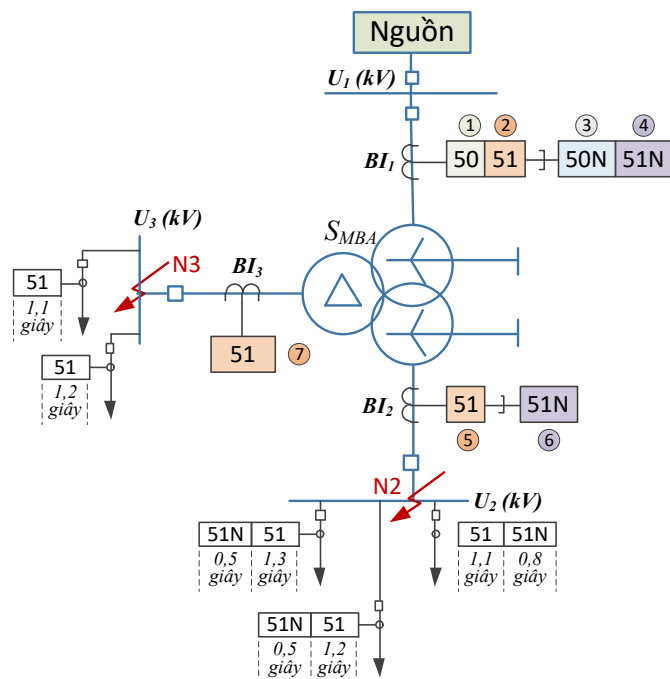 Nguồn
U1 (kV)
1 2 3 4
BI1
50 51 50N 51N
U3 (kV)
SMBA
N3
BI3
51
1,1
giây
51
7
51
1,2
giây
BI2
51 51N
5 6
N2
U2 (kV)
51N 51
0,5 1,3
giây giây
51 51N
1,1 0,8
giây giây
51N 51
0,5 1,2
giây giây